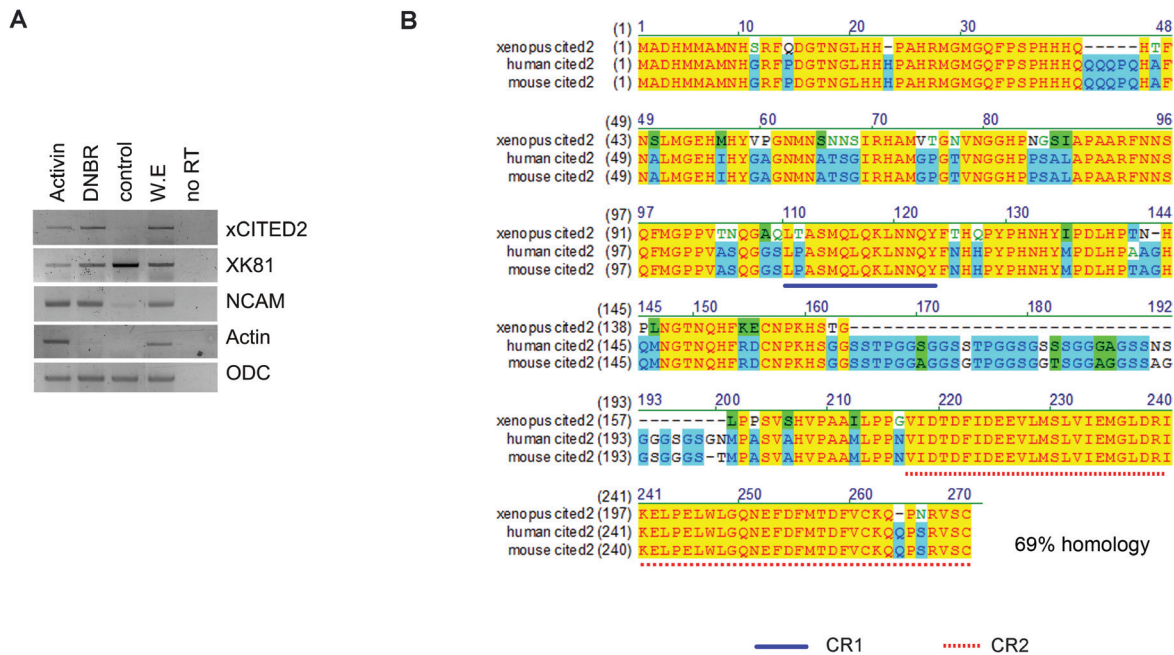 A
Activin
DNBR
control
W.E
no RT
xCITED2
XK81
NCAM
Actin
ODC
B
(1) 1 10 20 30 48
xenopus cited2 (1) MADHMMAMNHSRFQDGTNGLHH-PAHRMGMGQFPSPHHHQ-----HTF
human cited2 (1) MADHMMAMNHGRFPDGTNGLHHHPAHRMGMGQFPSPHHHQQQQPQHAF
mouse cited2 (1) MADHMMAMNHGRFPDGTNGLHHHPAHRMGMGQFPSPHHHQQQQPQHAF
(49) 49 60 70 80 96
xenopus cited2 (43) NSLMGEHMHYVPGNMNSNNSIRHAMVTGNVNGGHPNGSIAPAARFNNS
human cited2 (49) NALMGEHIHYGAGNMNATSGIRHAMGPGTVNGGHPPSALAPAARFNNS
mouse cited2 (49) NALMGEHIHYGAGNMNATSGIRHAMGPGTVNGGHPPSALAPAARFNNS
(97) 97 110 120 130 144
xenopus cited2 (91) QFMGPPVTNQGAQLTASMQLQKLNNQYFTHQPYPHNHYIPDLHPTN-H
human cited2 (97) QFMGPPVASQGGSLPASMQLQKLNNQYFNHHPYPHNHYMPDLHPAAGH
mouse cited2 (97) QFMGPPVASQGGSLPASMQLQKLNNQYFNHHPYPHNHYMPDLHPTAGH
(145) 145 150 160 170 180 192
xenopus cited2 (138) PLNGTNQHFKECNPKHSTG-----------------------------
human cited2 (145) QMNGTNQHFRDCNPKHSGGSSTPGGSGGSSTPGGSGSSSGGGAGSSNS
mouse cited2 (145) QMNGTNQHFRDCNPKHSGGSSTPGGAGGSGTPGGSGGTSGGAGGSSAG
(193) 193 200 210 220 230 240
xenopus cited2 (157) --------LPPSVSHVPAAILPPGVIDTDFIDEEVLMSLVIEMGLDRI
human cited2 (193) GGGSGSGNMPASVAHVPAAMLPPNVIDTDFIDEEVLMSLVIEMGLDRI
mouse cited2 (193) GSGGGS-TMPASVAHVPAAMLPPNVIDTDFIDEEVLMSLVIEMGLDRI
(241) 241 250 260 270
xenopus cited2 (197) KELPELWLGQNEFDFMTDFVCKQ-PNRVSC
human cited2 (241) KELPELWLGQNEFDFMTDFVCKQQPSRVSC
mouse cited2 (240) KELPELWLGQNEFDFMTDFVCKQQPSRVSC
69% homology
CR1 CR2